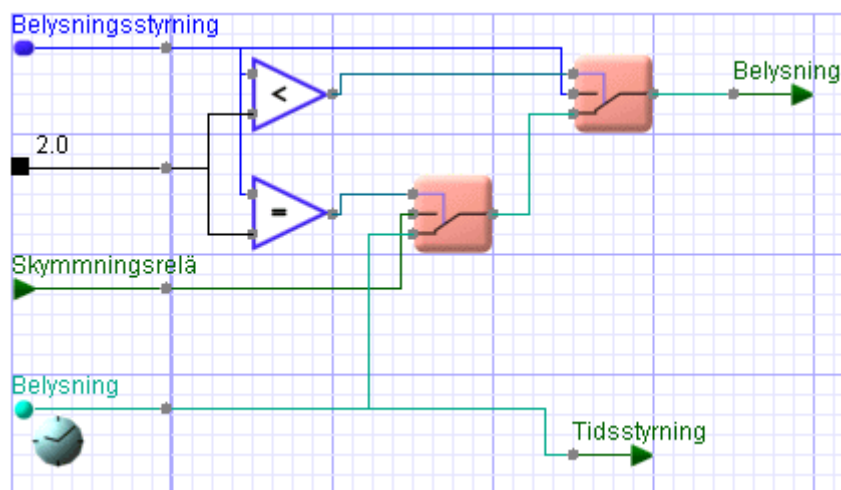 Belysningsstyrning
<
Belysning
2.0
=
Skymmningsrelä
Belysning
Tidsstyrning